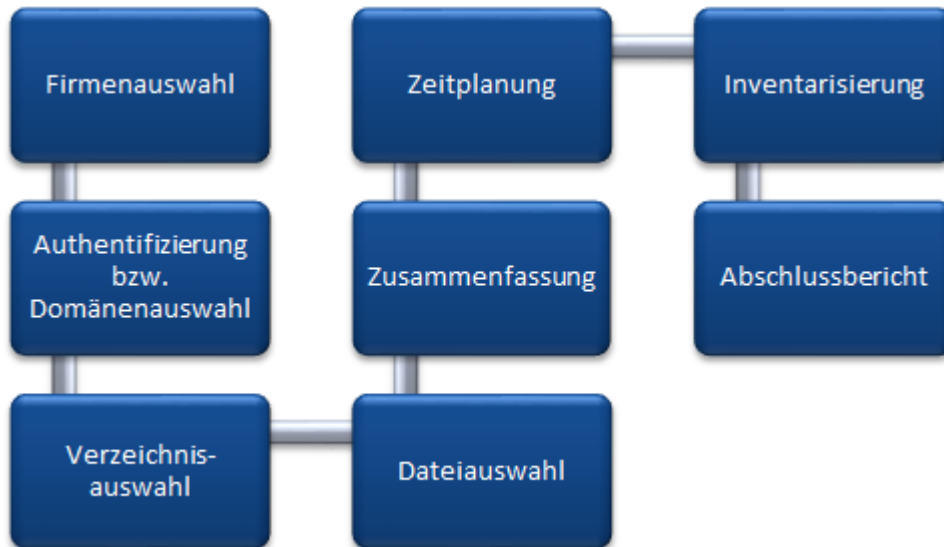 Firmenauswahl
Authentifizierung
bzw.
Domänenauswahl
Verzeichnis-
auswahl
Dateiauswahl
Zusammenfassung
Zeitplanung
Inventarisierung
Abschlussbericht